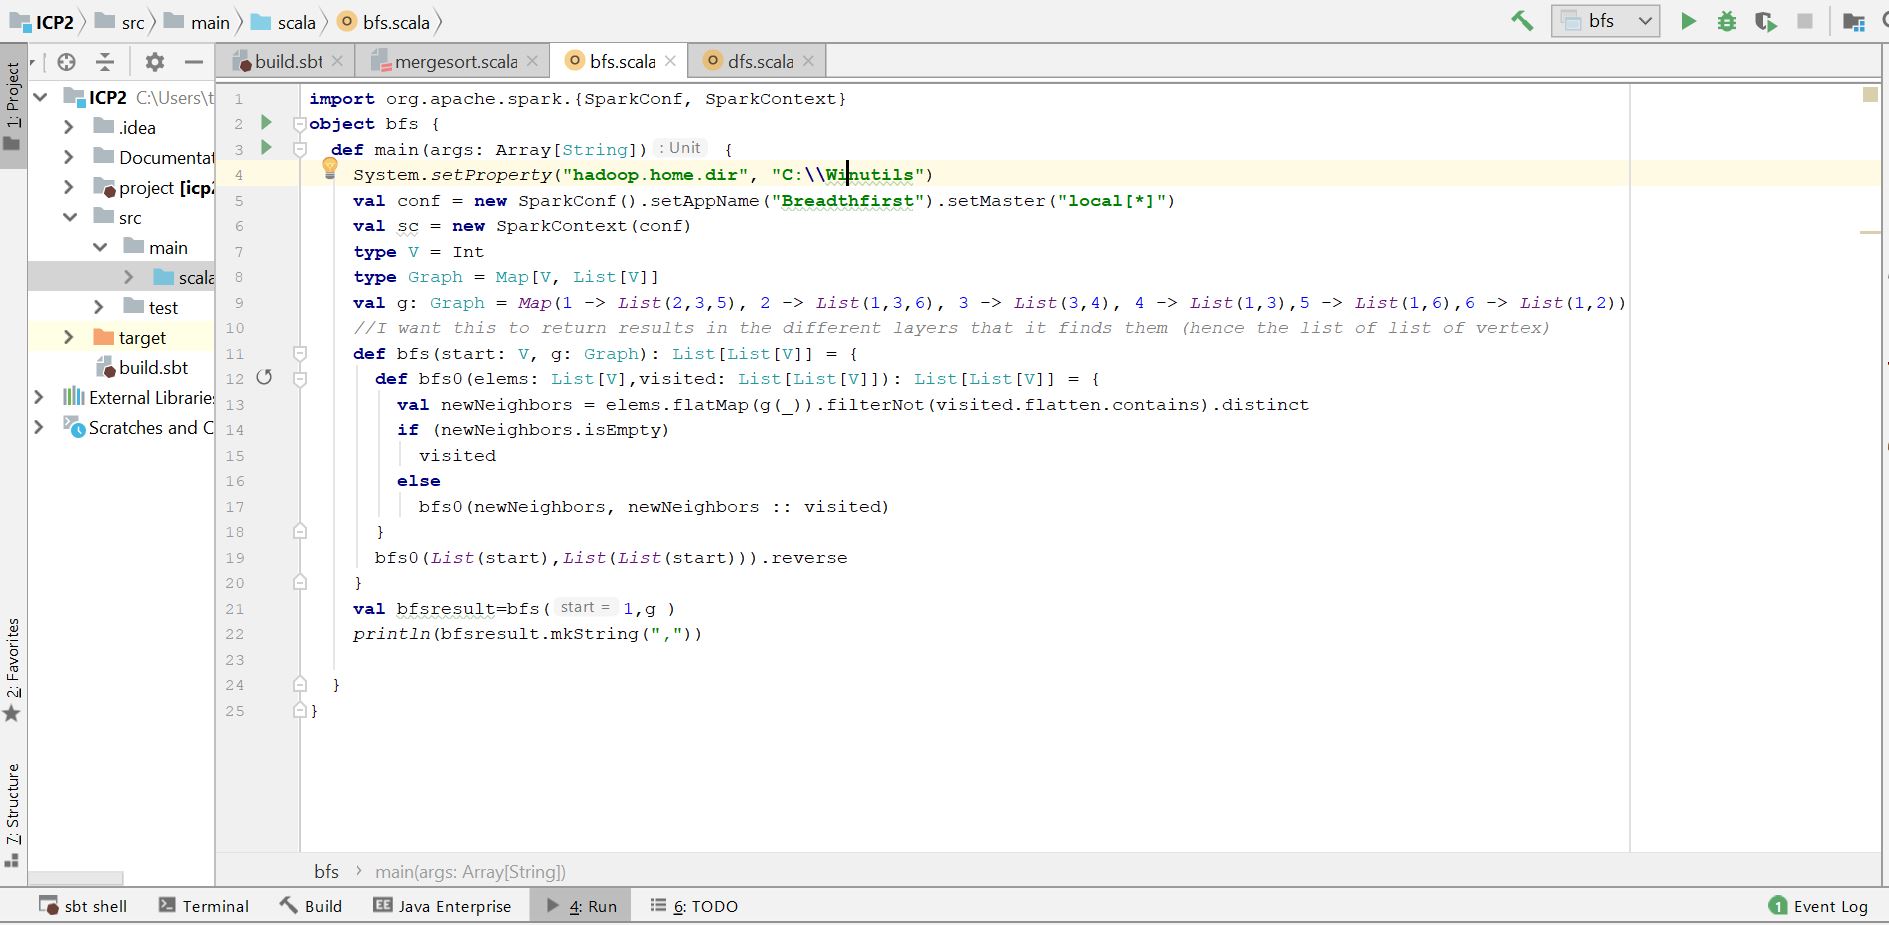 ICP2 src main scala bfs.scala
bfs
build.sbt mergesort.scala bfs.scala dfs.scala
1: Project
ICP2 C:\Users\t
.idea
Documentat
project [icp2
src
main
scala
test
target
build.sbt
External Libraries
Scratches and C
2: Favorites
7: Structure
1 import org.apache.spark.{SparkConf, SparkContext}
2 object bfs {
3 def main(args: Array[String]) : Unit {
4 System.setProperty("hadoop.home.dir", "C:\\Winutils")
5 val conf = new SparkConf().setAppName("Breadthfirst").setMaster("local[*]")
6 val sc = new SparkContext(conf)
7 type V = Int
8 type Graph = Map[V, List[V]]
9 val g: Graph = Map(1 -> List(2,3,5), 2 -> List(1,3,6), 3 -> List(3,4), 4 -> List(1,3),5 -> List(1,6),6 -> List(1,2))
10 //I want this to return results in the different layers that it finds them (hence the list of list of vertex)
11 def bfs(start: V, g: Graph): List[List[V]] = {
12 def bfs0(elems: List[V],visited: List[List[V]]): List[List[V]] = {
13 val newNeighbors = elems.flatMap(g(_)).filterNot(visited.flatten.contains).distinct
14 if (newNeighbors.isEmpty)
15 visited
16 else
17 bfs0(newNeighbors, newNeighbors :: visited)
18 }
19 bfs0(List(start),List(List(start))).reverse
20 }
21 val bfsresult=bfs( start = 1,g )
22 println(bfsresult.mkString(","))
23
24 }
25 }
bfs main(args: Array[String])
sbt shell Terminal Build Java Enterprise 4: Run 6: TODO 1 Event Log